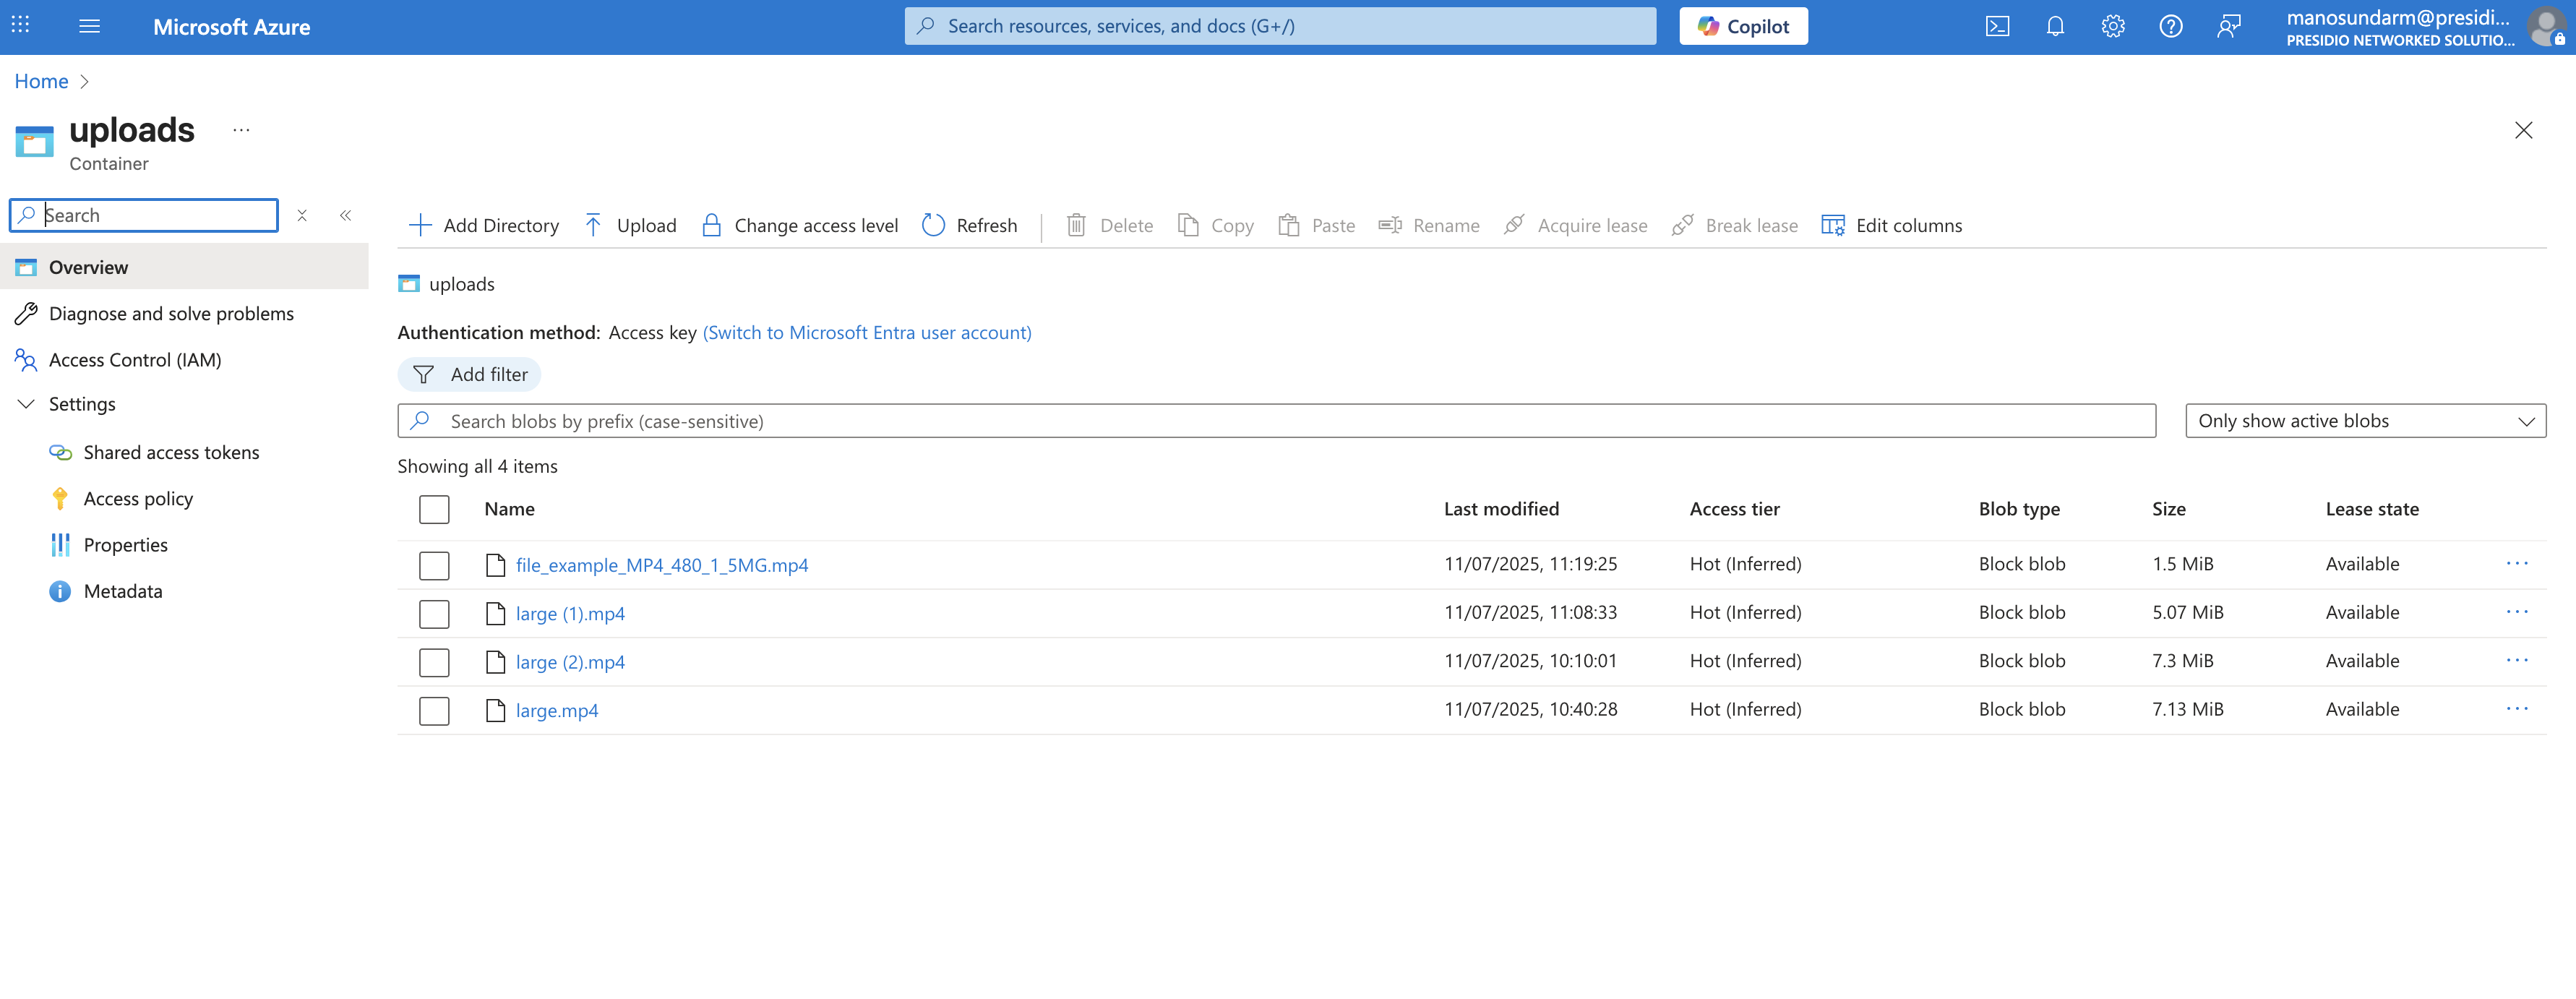 Microsoft Azure
Search resources, services, and docs (G+/)
Copilot
manosundarm@presidi...
PRESIDIO NETWORKED SOLUTIO...
Home
uploads
...
Container
Search
Overview
Diagnose and solve problems
Access Control (IAM)
Settings
Shared access tokens
Access policy
Properties
Metadata
Add Directory Upload Change access level Refresh Delete Copy Paste Rename Acquire lease Break lease Edit columns
uploads
Authentication method: Access key (Switch to Microsoft Entra user account)
Add filter
Search blobs by prefix (case-sensitive)
Only show active blobs
Showing all 4 items
Name Last modified Access tier Blob type Size Lease state
file_example_MP4_480_1_5MG.mp4 11/07/2025, 11:19:25 Hot (Inferred) Block blob 1.5 MiB Available ...
large (1).mp4 11/07/2025, 11:08:33 Hot (Inferred) Block blob 5.07 MiB Available ...
large (2).mp4 11/07/2025, 10:10:01 Hot (Inferred) Block blob 7.3 MiB Available ...
large.mp4 11/07/2025, 10:40:28 Hot (Inferred) Block blob 7.13 MiB Available ...